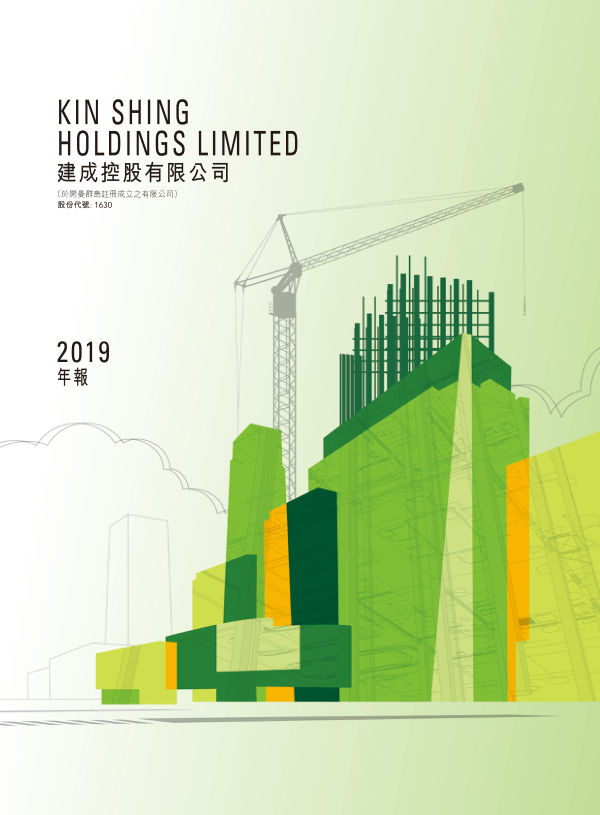 KIN SHING
HOLDINGS LIMITED
建成控股有限公司
(於開曼群島註冊成立之有限公司)
股份代號: 1630
2019
年報